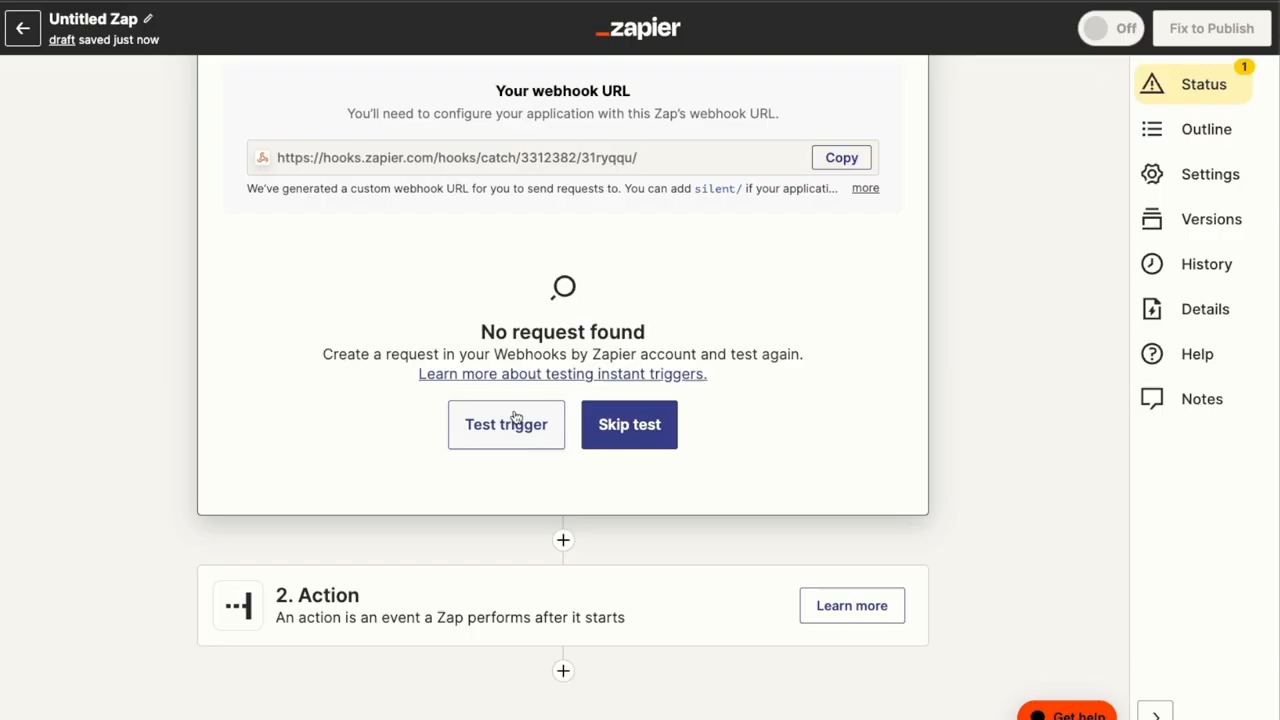 Untitled Zap
draft saved just now
zapier
Off
Fix to Publish
Your webhook URL
You'll need to configure your application with this Zap's webhook URL.
https://hooks.zapier.com/hooks/catch/3312382/31ryqqu/
Copy
We've generated a custom webhook URL for you to send requests to. You can add silent/ if your applicati...
more
No request found
Create a request in your Webhooks by Zapier account and test again.
Learn more about testing instant triggers.
Test trigger
Skip test
2. Action
An action is an event a Zap performs after it starts
Learn more
1
Status
Outline
Settings
Versions
History
Details
Help
Notes
Get help